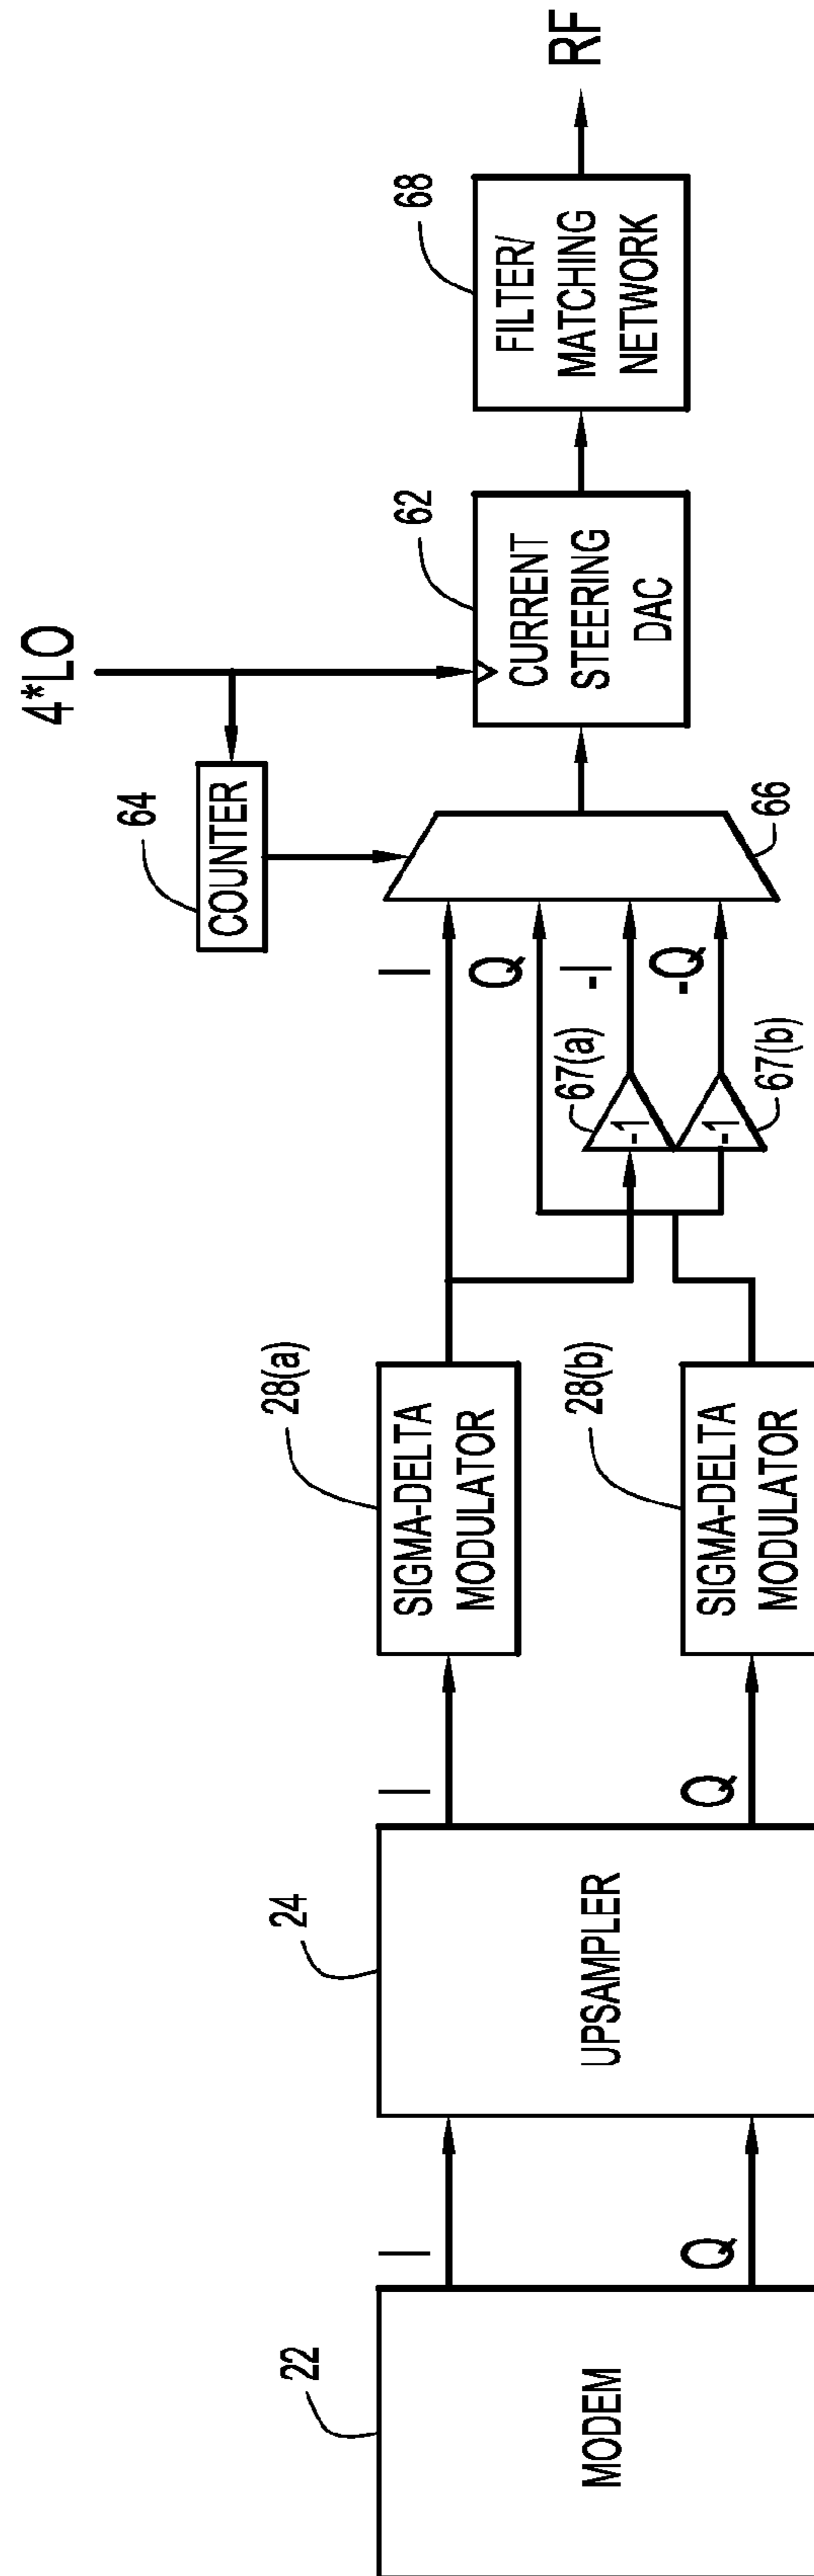 22
MODEM
I
Q
24
UPSAMPLER
I
Q
28(a)
SIGMA-DELTA
MODULATOR
28(b)
SIGMA-DELTA
MODULATOR
67(a)
-1
67(b)
-1
I
Q
-I
-Q
66
64
COUNTER
4*LO
62
CURRENT
STEERING
DAC
68
FILTER/
MATCHING
NETWORK
RF